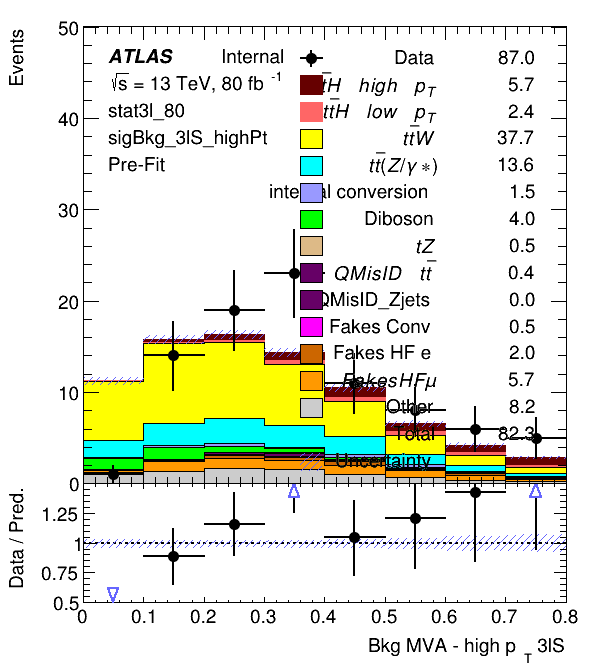 50
Events
ATLAS Internal Data 87.0
√s = 13 TeV, 80 fb -1 tt̄H high pT 5.7
stat3l_80 tt̄H low pT 2.4
sigBkg_3lS_highPt tt̄W 37.7
Pre-Fit tt̄(Z/γ*) 13.6
internal conversion 1.5
Diboson 4.0
tZ 0.5
QMisID tt̄ 0.4
QMisID_Zjets 0.0
Fakes Conv 0.5
Fakes HF e 2.0
FakesHFμ 5.7
Other 8.2
Total 82.3
Uncertainty
40
30
20
10
0
Data / Pred.
1.25
1
0.75
0.5
0 0.1 0.2 0.3 0.4 0.5 0.6 0.7 0.8
Bkg MVA - high p T 3lS